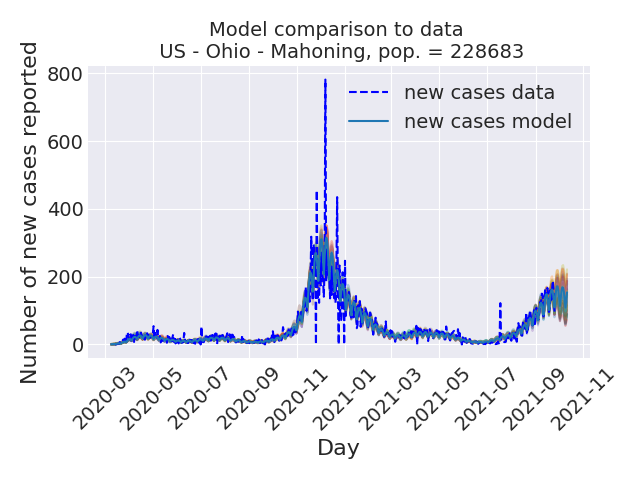 Model comparison to data
US - Ohio - Mahoning, pop. = 228683
Number of new cases reported
800
600
400
200
0
new cases data
new cases model
2020-03
2020-05
2020-07
2020-09
2020-11
2021-01
2021-03
2021-05
2021-07
2021-09
2021-11
Day